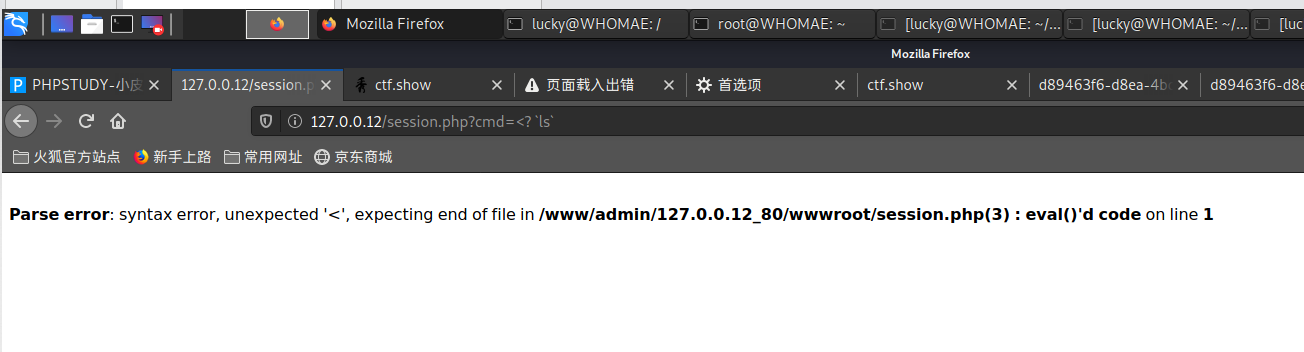 Mozilla Firefox lucky@WHOMAE: / root@WHOMAE: ~ [lucky@WHOMAE: ~/... [lucky@WHOMAE: ~/...
Mozilla Firefox
PHPSTUDY-小皮 127.0.0.12/session.p ctf.show 页面载入出错 首选项 ctf.show d89463f6-d8ea-4b
127.0.0.12/session.php?cmd=<? `ls`
火狐官方站点 新手上路 常用网址 京东商城
Parse error: syntax error, unexpected '<', expecting end of file in /www/admin/127.0.0.12_80/wwwroot/session.php(3) : eval()'d code on line 1